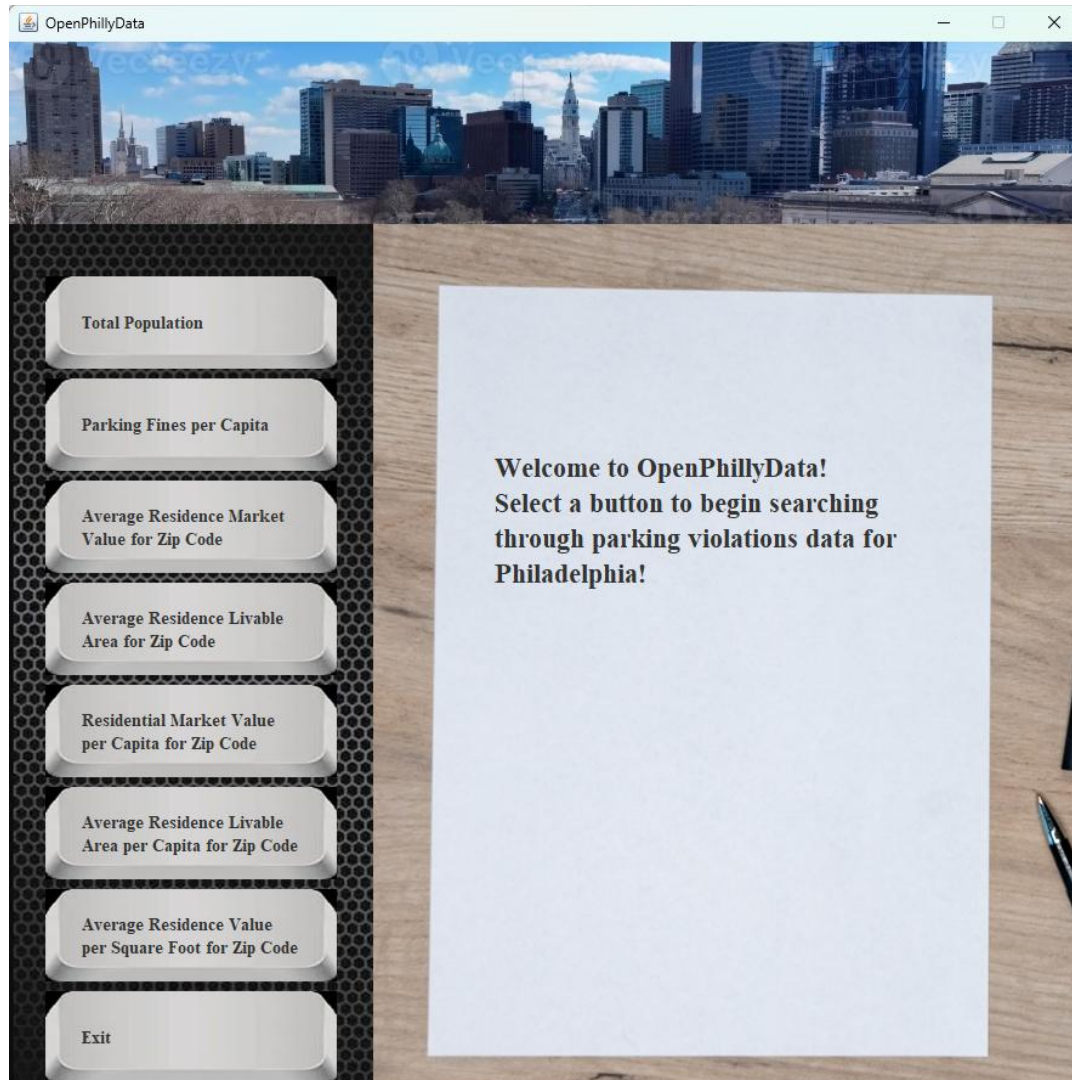 OpenPhillyData
Vecteezy
Vecteezy
Total Population
Parking Fines per Capita
Average Residence Market
Value for Zip Code
Average Residence Livable
Area for Zip Code
Residential Market Value
per Capita for Zip Code
Average Residence Livable
Area per Capita for Zip Code
Average Residence Value
per Square Foot for Zip Code
Exit
Welcome to OpenPhillyData!
Select a button to begin searching
through parking violations data for
Philadelphia!